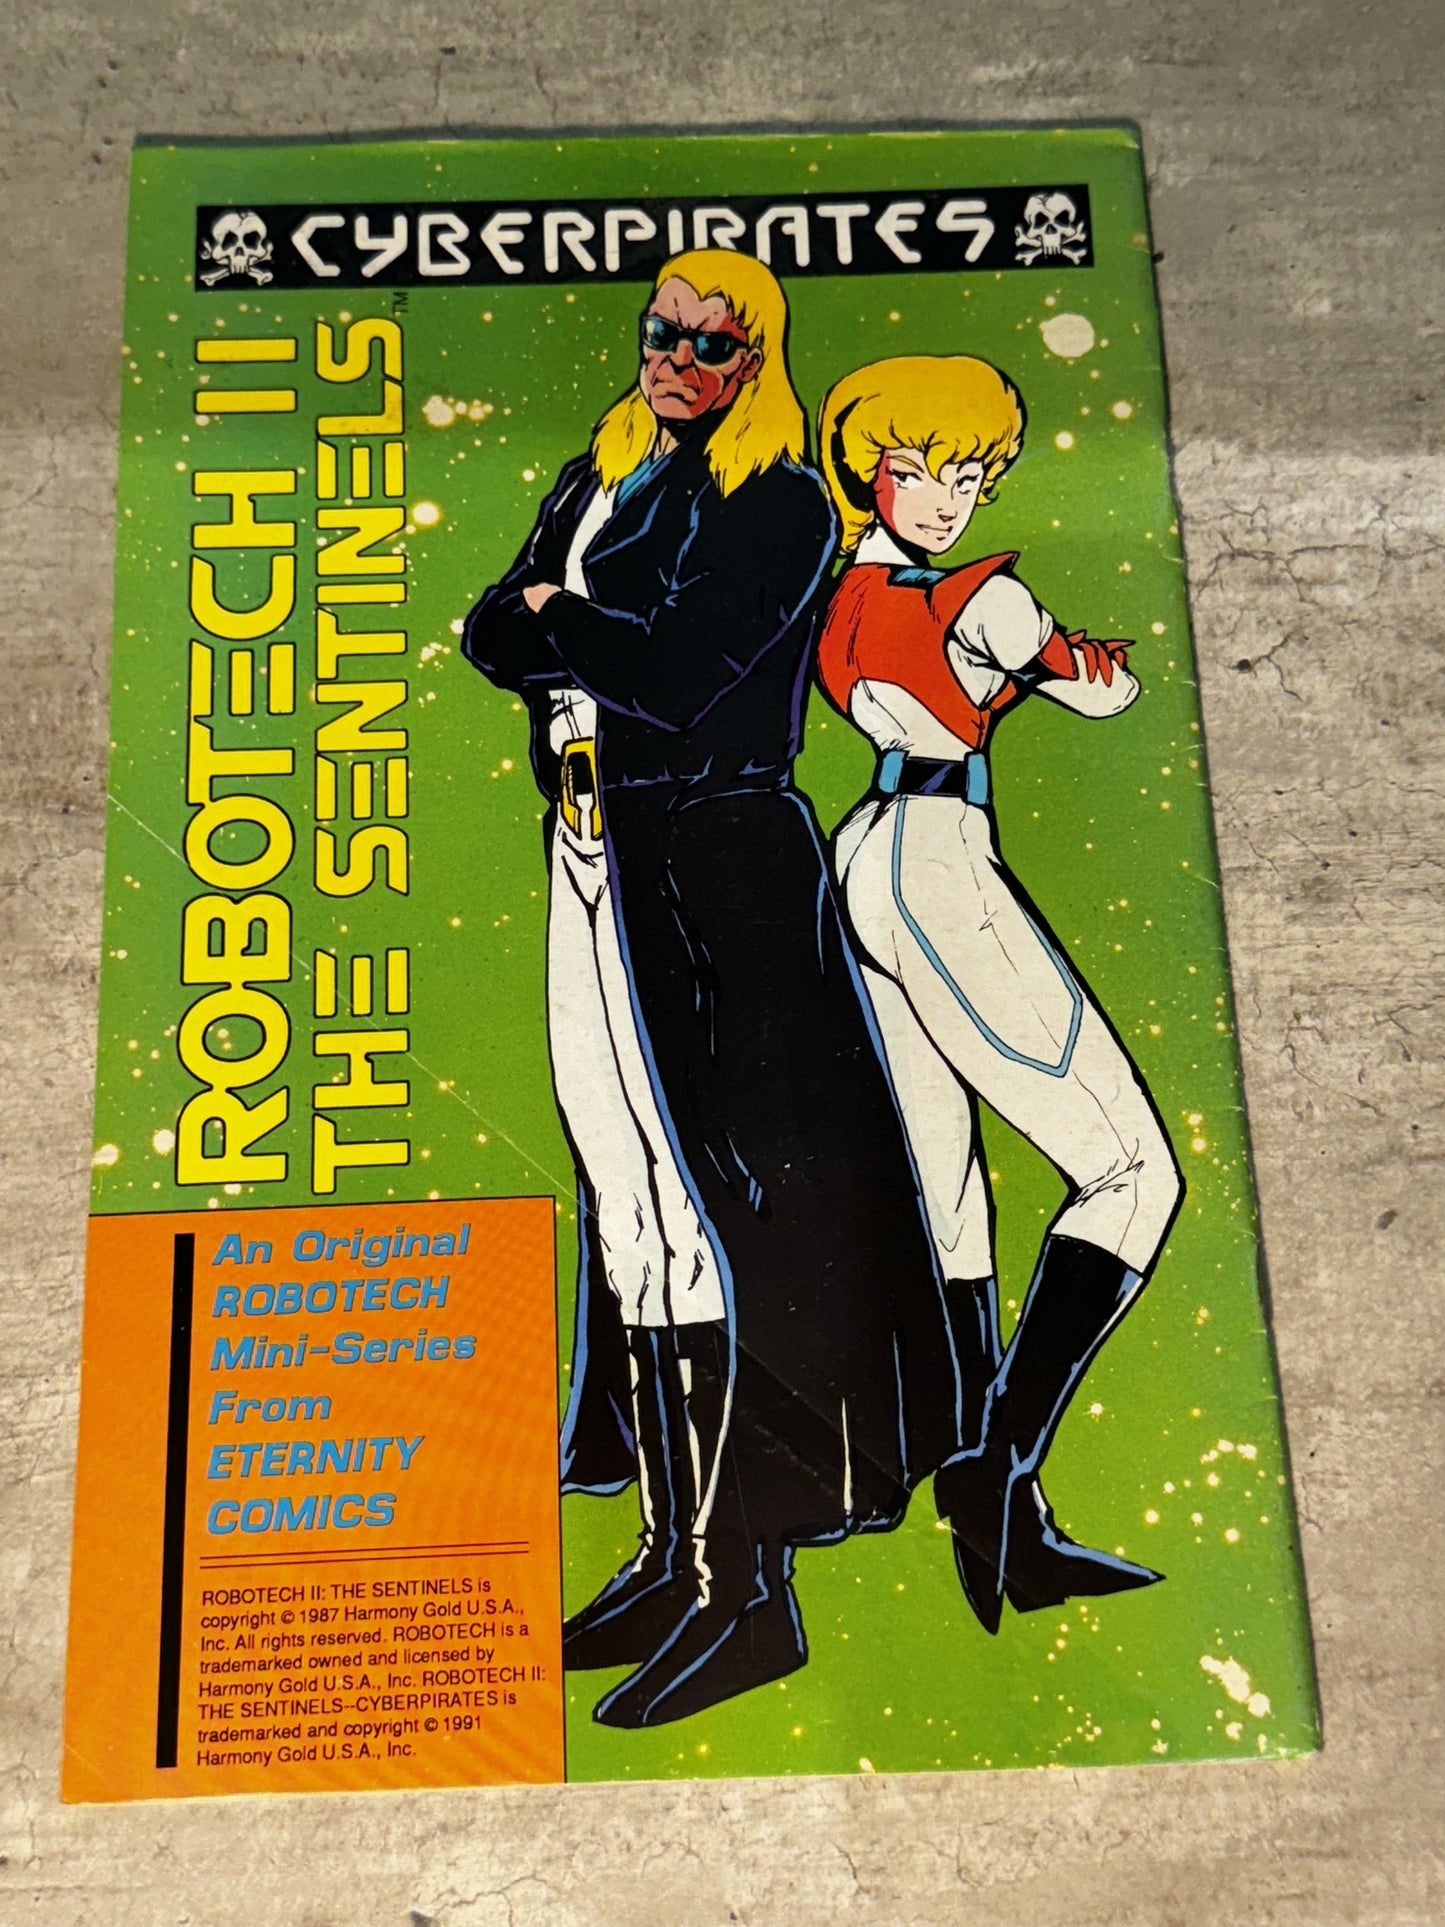 CYBERPIRATES
ROBOTECH II
THE SENTINELS™
An Original
ROBOTECH
Mini-Series
From
ETERNITY
COMICS
ROBOTECH II: THE SENTINELS is
copyright © 1987 Harmony Gold U.S.A.,
Inc. All rights reserved. ROBOTECH is a
trademarked owned and licensed by
Harmony Gold U.S.A., Inc. ROBOTECH II:
THE SENTINELS--CYBERPIRATES is
trademarked and copyright © 1991
Harmony Gold U.S.A., Inc.